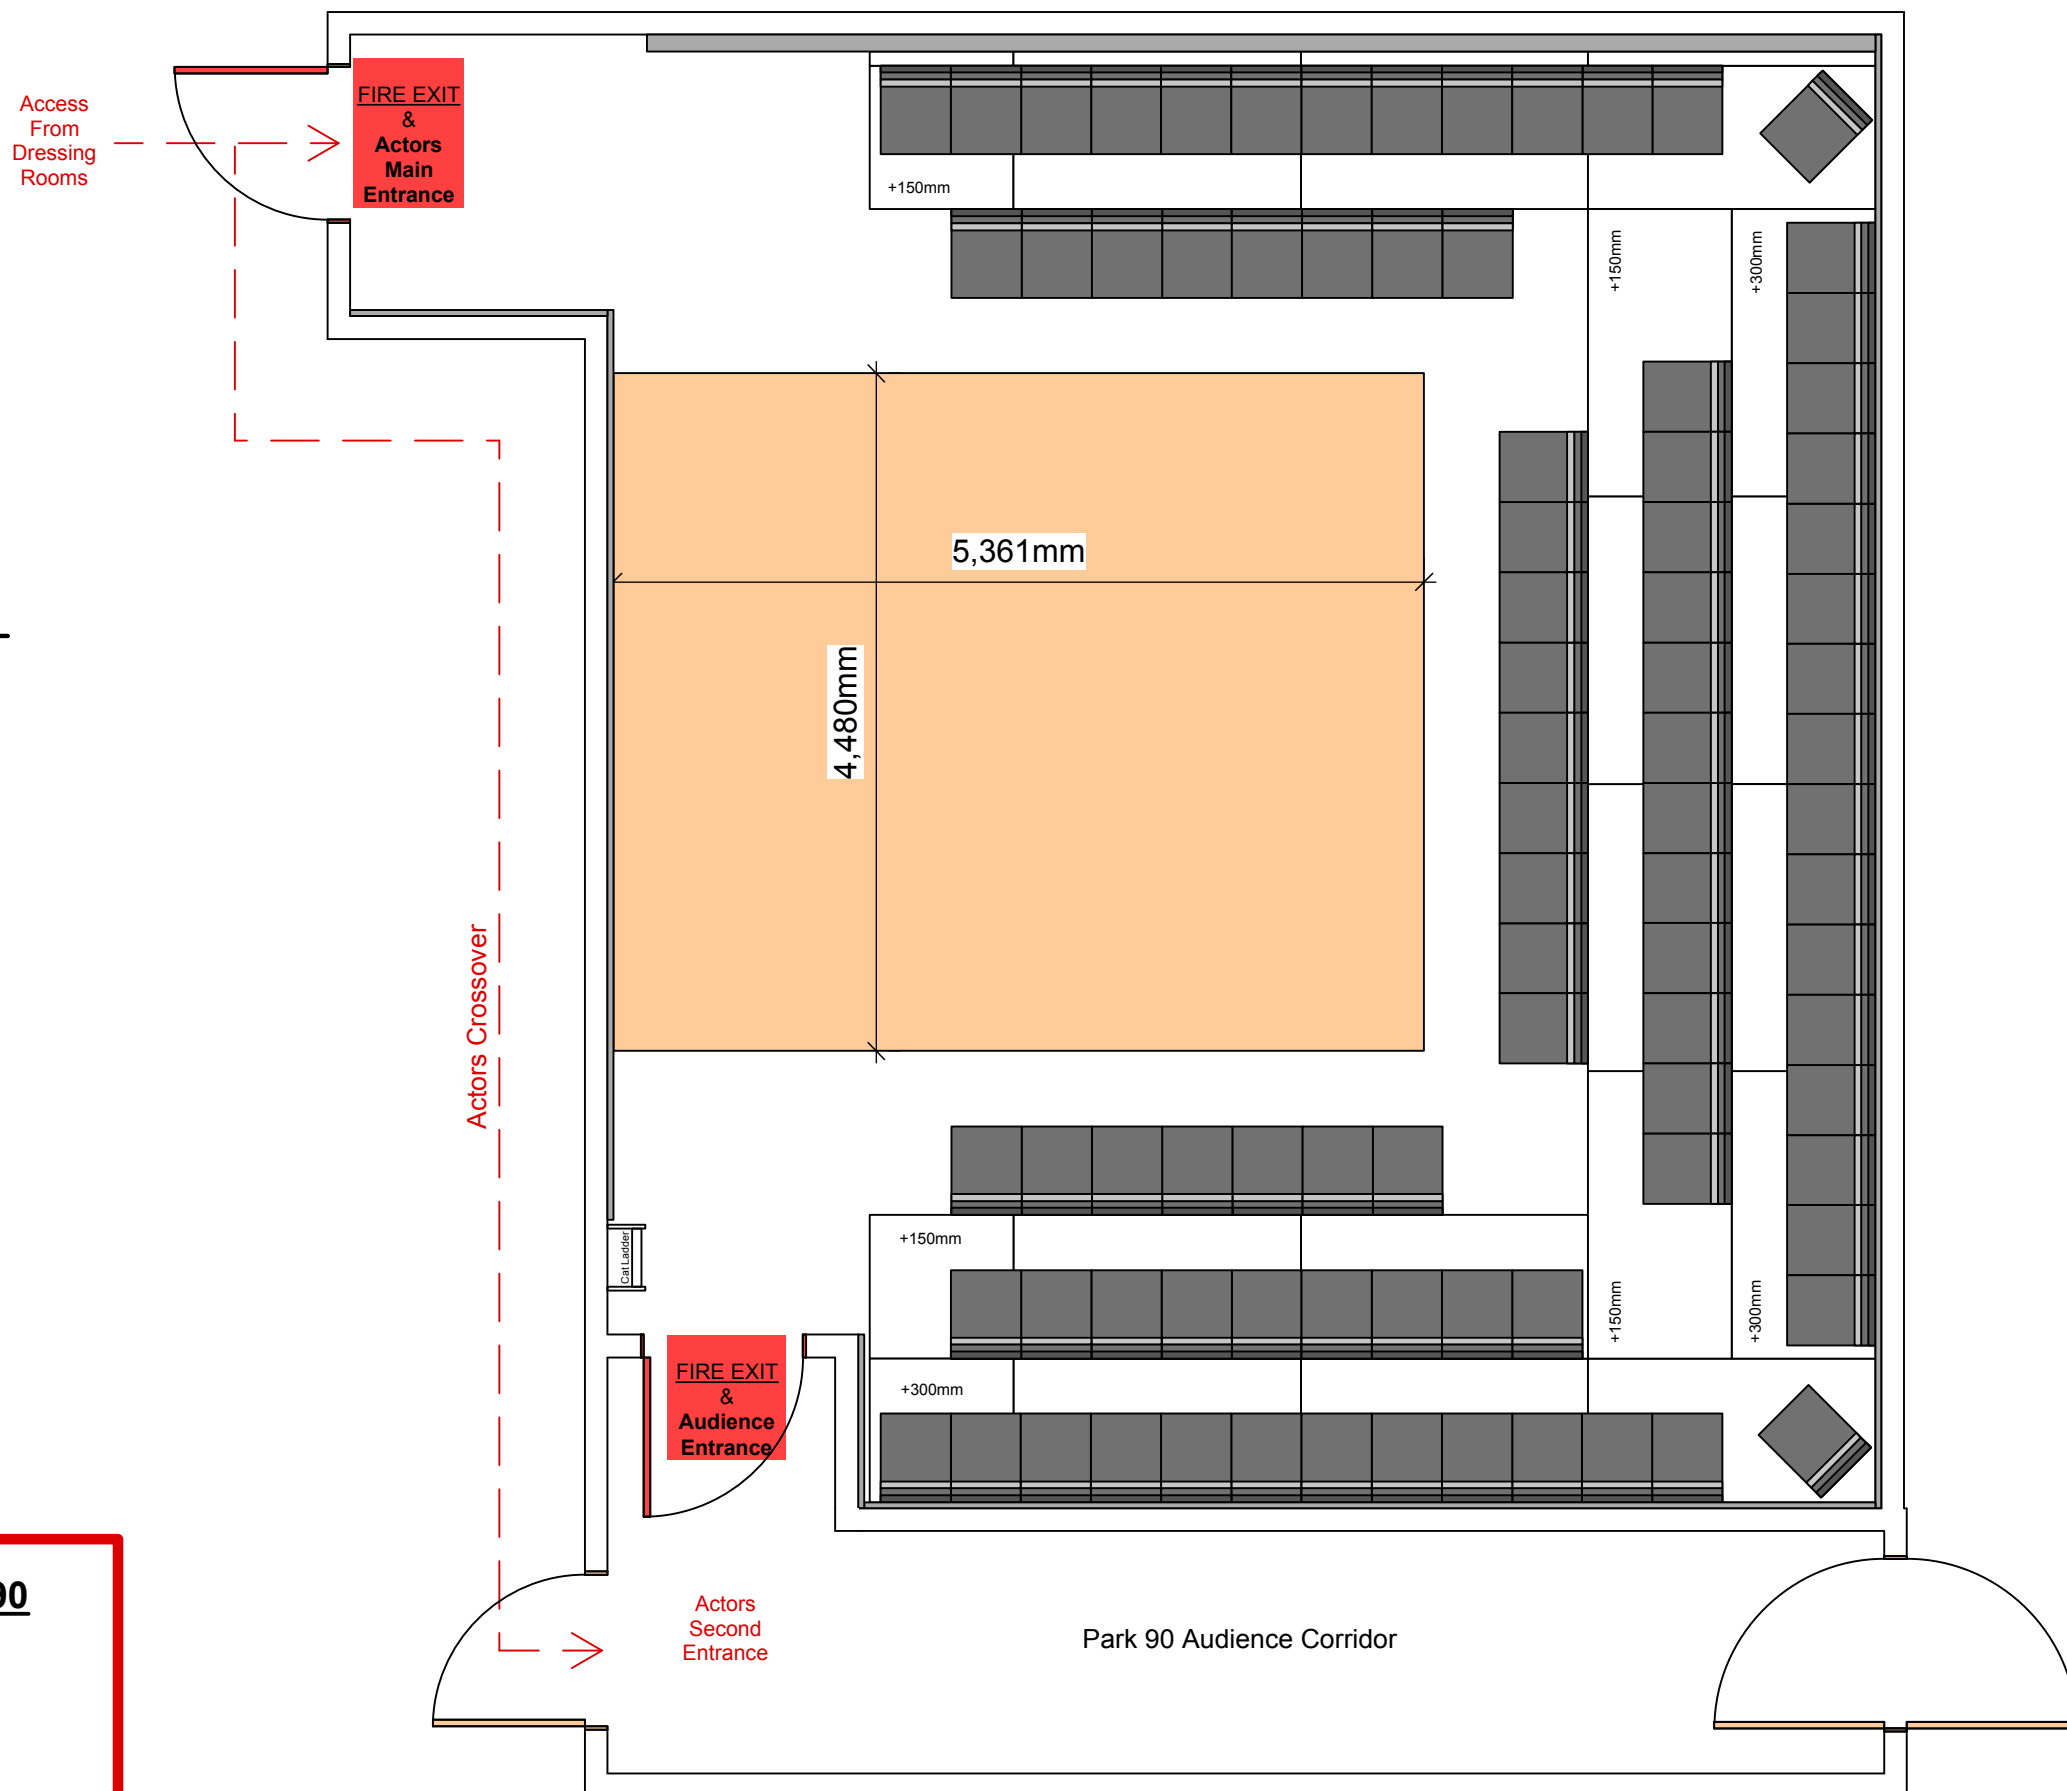 Access
From
Dressing
Rooms
FIRE EXIT
&
Actors
Main
Entrance
+150mm
+150mm
+300mm
5,361mm
4,480mm
Actors Crossover
Cat Ladder
+150mm
+150mm
+300mm
FIRE EXIT
&
Audience
Entrance
+300mm
90
Actors
Second
Entrance
Park 90 Audience Corridor